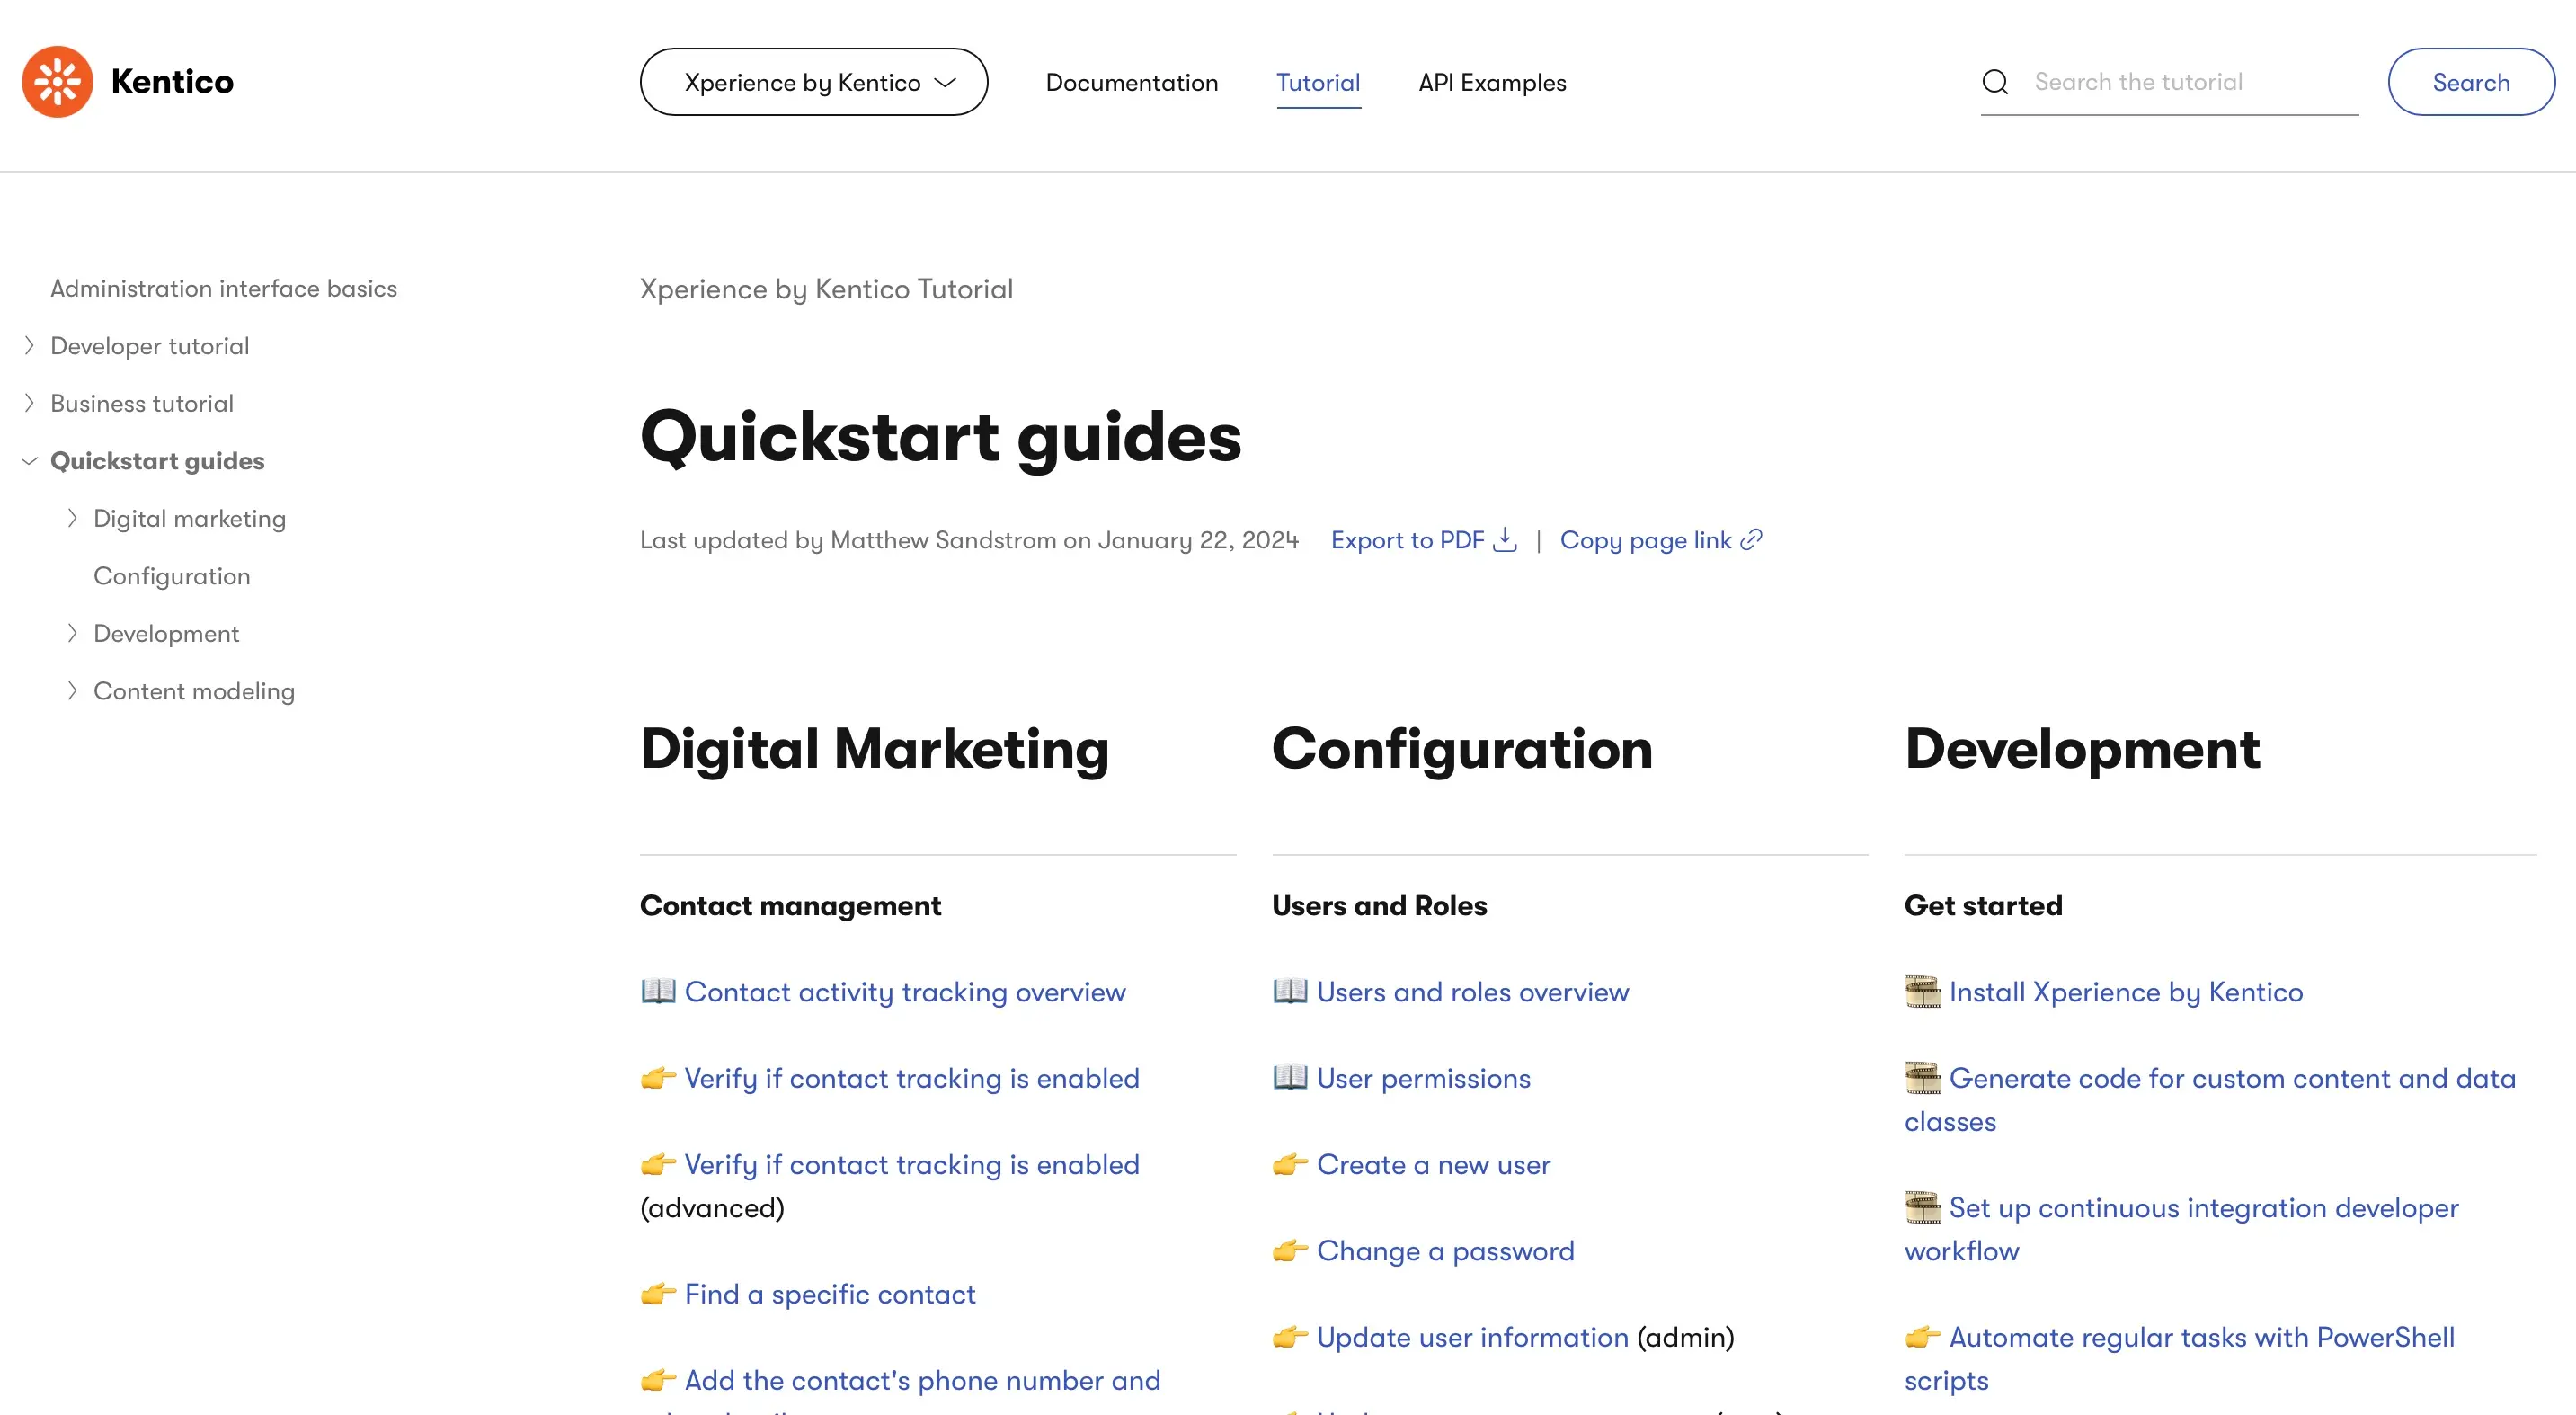 Kentico
Xperience by Kentico
Documentation
Tutorial
API Examples
Search the tutorial
Search
Administration interface basics
Developer tutorial
Business tutorial
Quickstart guides
Digital marketing
Configuration
Development
Content modeling
Xperience by Kentico Tutorial
Quickstart guides
Last updated by Matthew Sandstrom on January 22, 2024
Export to PDF
|
Copy page link
Digital Marketing
Contact management
Contact activity tracking overview
Verify if contact tracking is enabled
Verify if contact tracking is enabled
(advanced)
Find a specific contact
Add the contact's phone number and
Configuration
Users and Roles
Users and roles overview
User permissions
Create a new user
Change a password
Update user information (admin)
Development
Get started
Install Xperience by Kentico
Generate code for custom content and data
classes
Set up continuous integration developer
workflow
Automate regular tasks with PowerShell
scripts